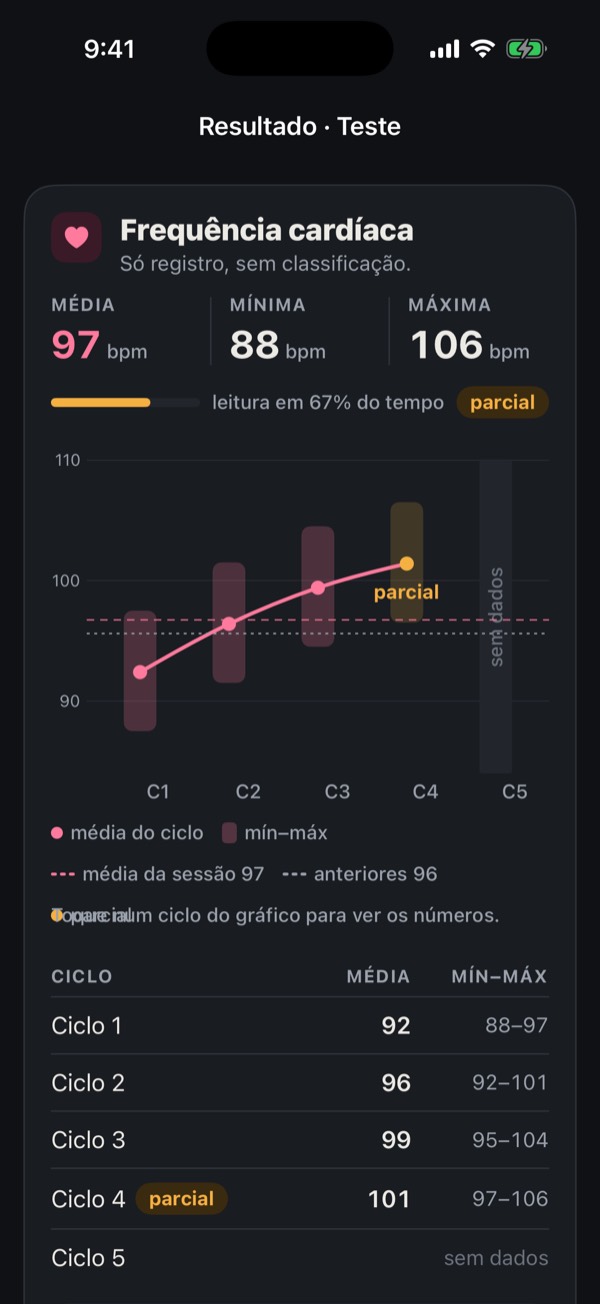 9:41
Resultado · Teste
Frequência cardíaca
Só registro, sem classificação.
MÉDIA MÍNIMA MÁXIMA
97 bpm 88 bpm 106 bpm
leitura em 67% do tempo parcial
110
100
90
parcial
sem dados
C1 C2 C3 C4 C5
média do ciclo mín–máx
média da sessão 97 anteriores 96
parcial
Toque num ciclo do gráfico para ver os números.
CICLO MÉDIA MÍN–MÁX
Ciclo 1 92 88–97
Ciclo 2 96 92–101
Ciclo 3 99 95–104
Ciclo 4 parcial 101 97–106
Ciclo 5 sem dados